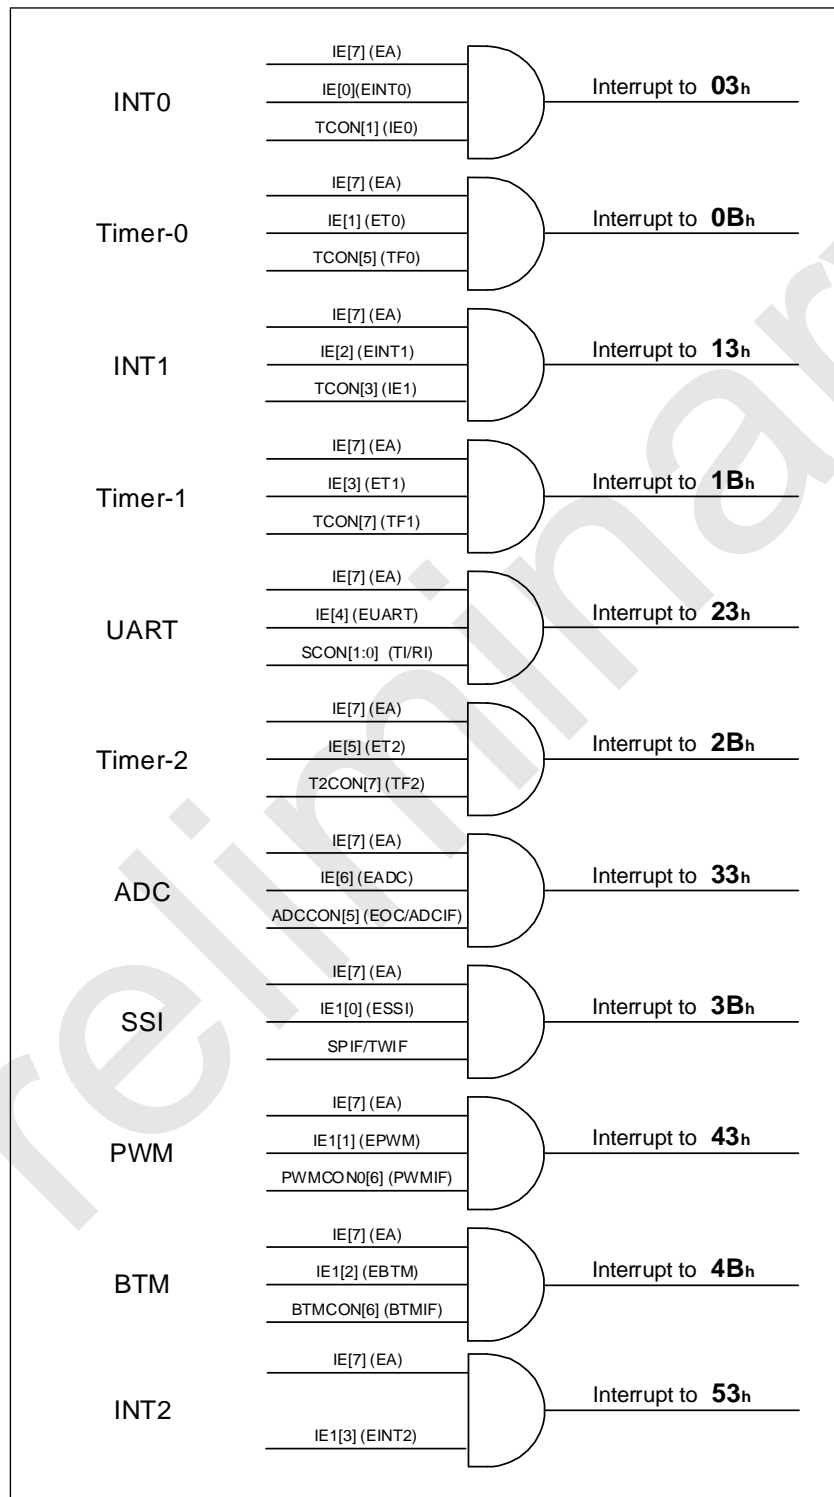 IE[7] (EA)
INT0
IE[0](EINT0)
Interrupt to 03h
TCON[1] (IE0)
IE[7] (EA)
Timer-0
IE[1] (ET0)
Interrupt to 0Bh
TCON[5] (TF0)
IE[7] (EA)
INT1
IE[2] (EINT1)
Interrupt to 13h
TCON[3] (IE1)
IE[7] (EA)
Timer-1
IE[3] (ET1)
Interrupt to 1Bh
TCON[7] (TF1)
IE[7] (EA)
UART
IE[4] (EUART)
Interrupt to 23h
SCON[1:0] (TI/RI)
IE[7] (EA)
Timer-2
IE[5] (ET2)
Interrupt to 2Bh
T2CON[7] (TF2)
IE[7] (EA)
ADC
IE[6] (EADC)
Interrupt to 33h
ADCCON[5] (EOC/ADCIF)
IE[7] (EA)
SSI
IE1[0] (ESSI)
Interrupt to 3Bh
SPIF/TWIF
IE[7] (EA)
PWM
IE1[1] (EPWM)
Interrupt to 43h
PWMCON0[6] (PWMIF)
IE[7] (EA)
BTM
IE1[2] (EBTM)
Interrupt to 4Bh
BTMCON[6] (BTMIF)
IE[7] (EA)
INT2
Interrupt to 53h
IE1[3] (EINT2)
reliminar